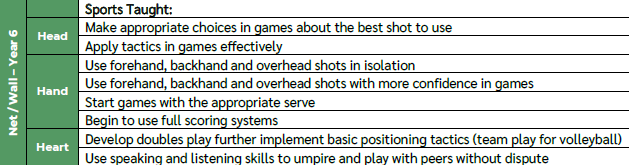 Net / Wall – Year 6
Sports Taught:
Head
Make appropriate choices in games about the best shot to use
Apply tactics in games effectively
Hand
Use forehand, backhand and overhead shots in isolation
Use forehand, backhand and overhead shots with more confidence in games
Start games with the appropriate serve
Begin to use full scoring systems
Heart
Develop doubles play further implement basic positioning tactics (team play for volleyball)
Use speaking and listening skills to umpire and play with peers without dispute